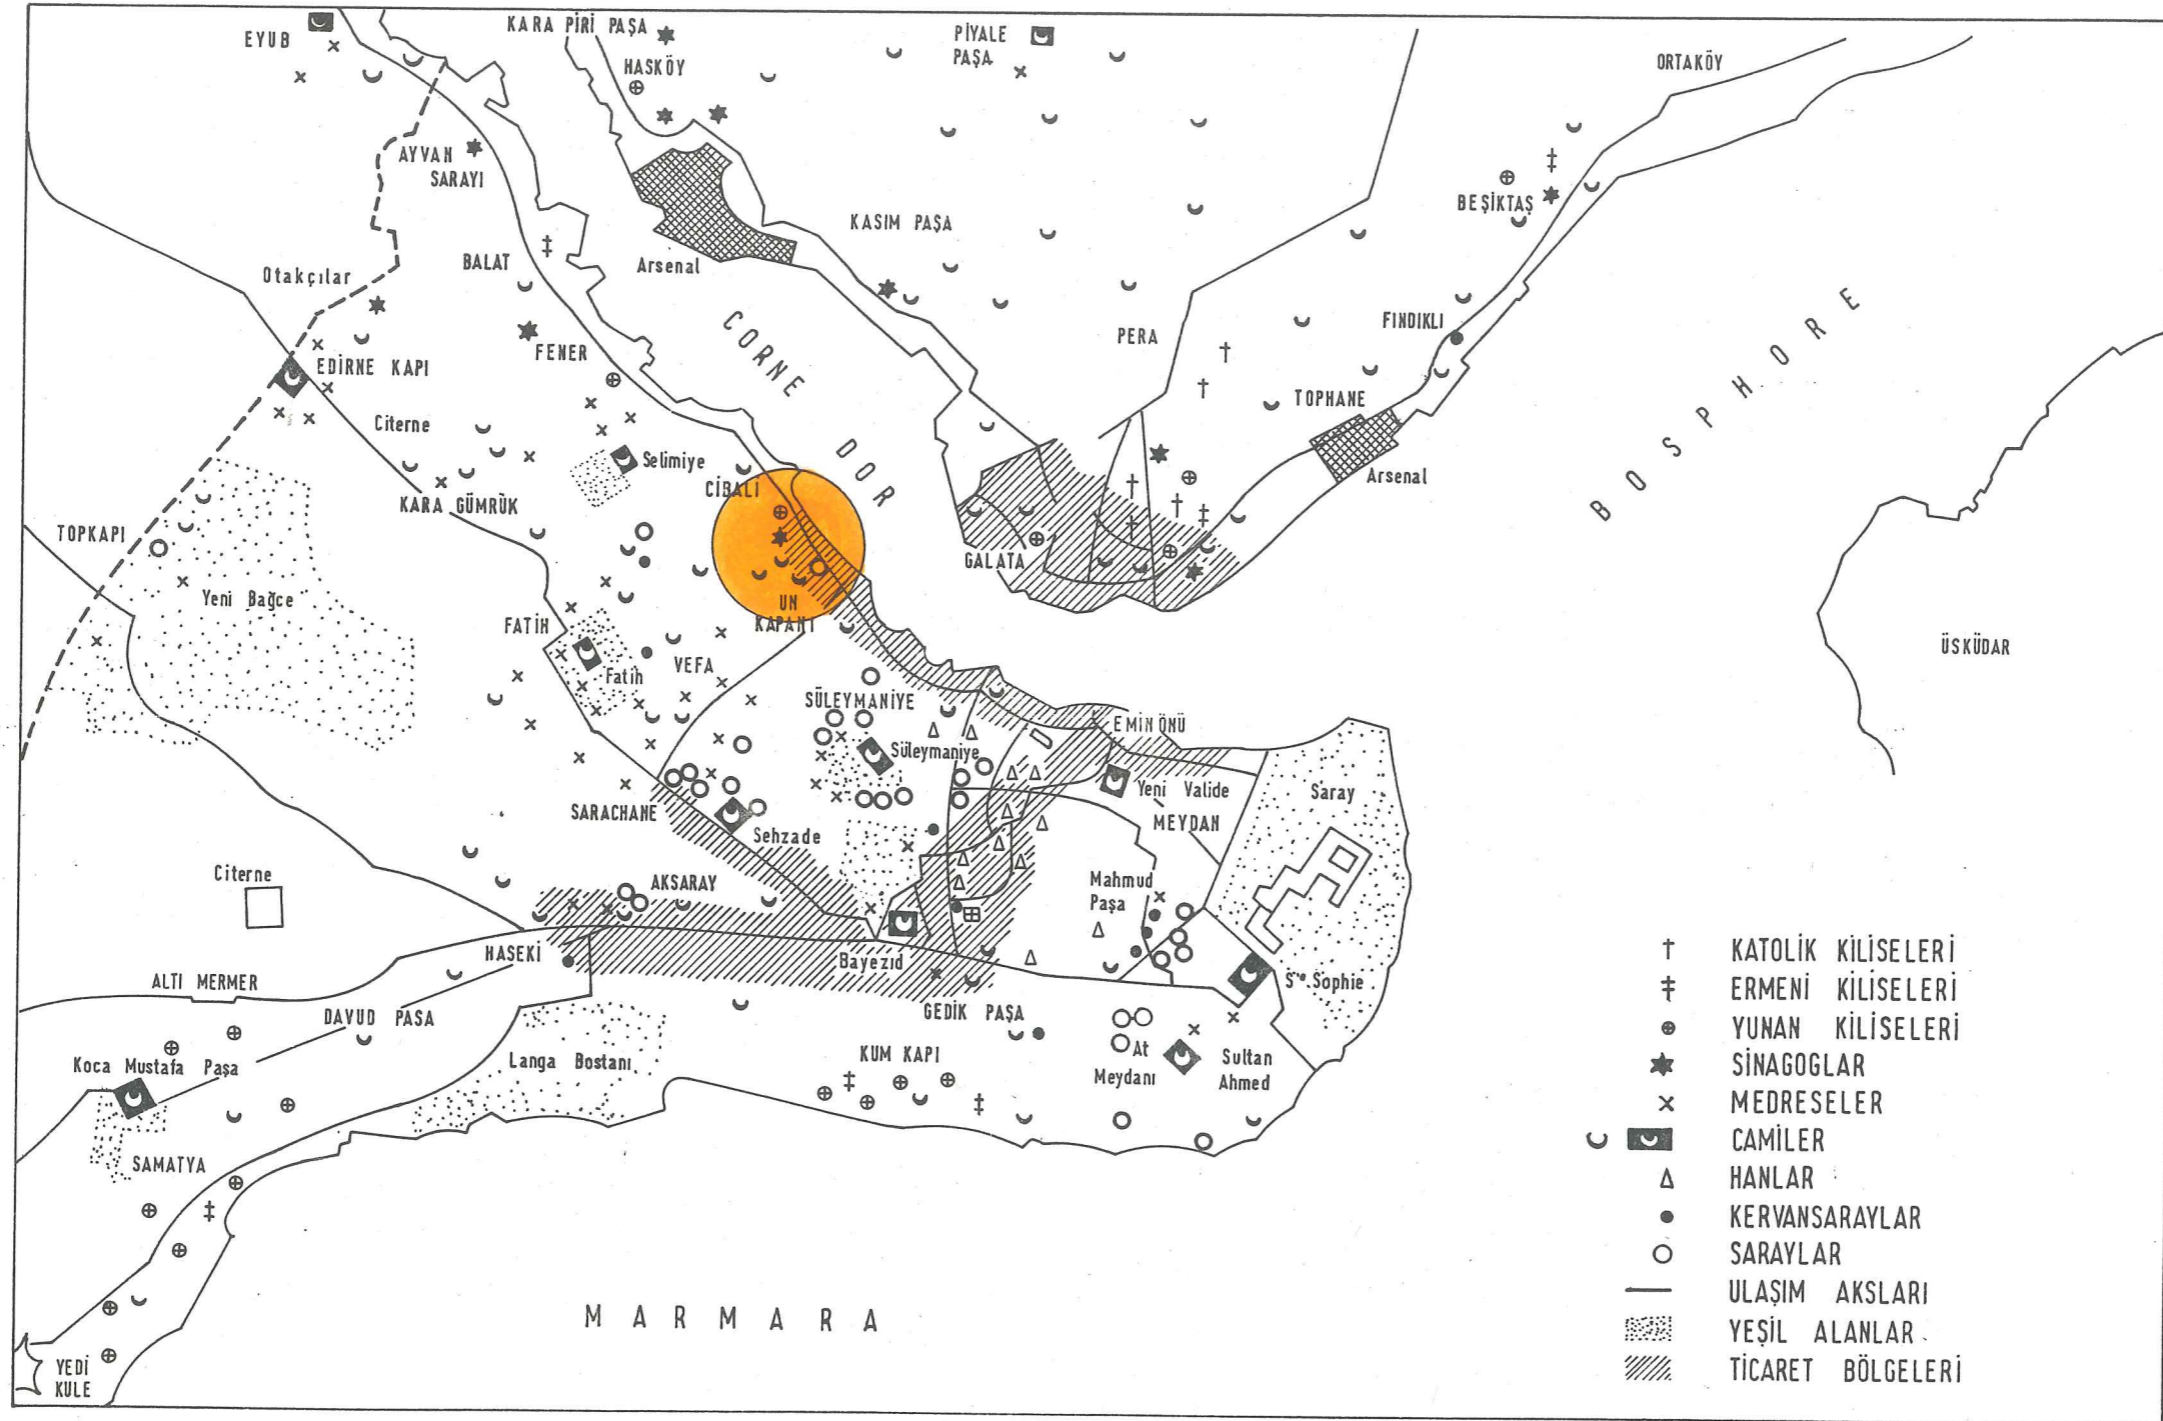 EYUB
KARA PİRİ PAŞA
HASKÖY
PİYALE
PAŞA
ORTAKÖY
AYVAN
SARAYI
BEŞİKTAŞ
KASIM PAŞA
BALAT
Arsenal
Otakçılar
FENER
CORNE DOR
PERA
FINDIKLI
BOSPHORE
EDİRNE KAPI
TOPHANE
Citerne
Selimiye
CİBALİ
Arsenal
KARA GÜMRÜK
TOPKAPI
GALATA
Yeni Bağce
UN
KAPANI
FATİH
Fatih
VEFA
ÜSKÜDAR
SÜLEYMANİYE
Süleymaniye
EMİNÖNÜ
Yeni Valide
MEYDAN
Saray
SARACHANE
Sehzade
Citerne
AKSARAY
Mahmud
Paşa
HASEKİ
Bayezid
Ste Sophie
ALTI MERMER
DAVUD PASA
GEDİK PAŞA
Koca Mustafa Paşa
Langa Bostanı
KUM KAPI
At
Meydanı
Sultan
Ahmed
SAMATYA
YEDİ
KULE
MARMARA
KATOLİK KİLİSELERİ
ERMENİ KİLİSELERİ
YUNAN KİLİSELERİ
SİNAGOGLAR
MEDRESELER
CAMİLER
HANLAR
KERVANSARAYLAR
SARAYLAR
ULAŞIM AKSLARI
YEŞİL ALANLAR
TİCARET BÖLGELERİ